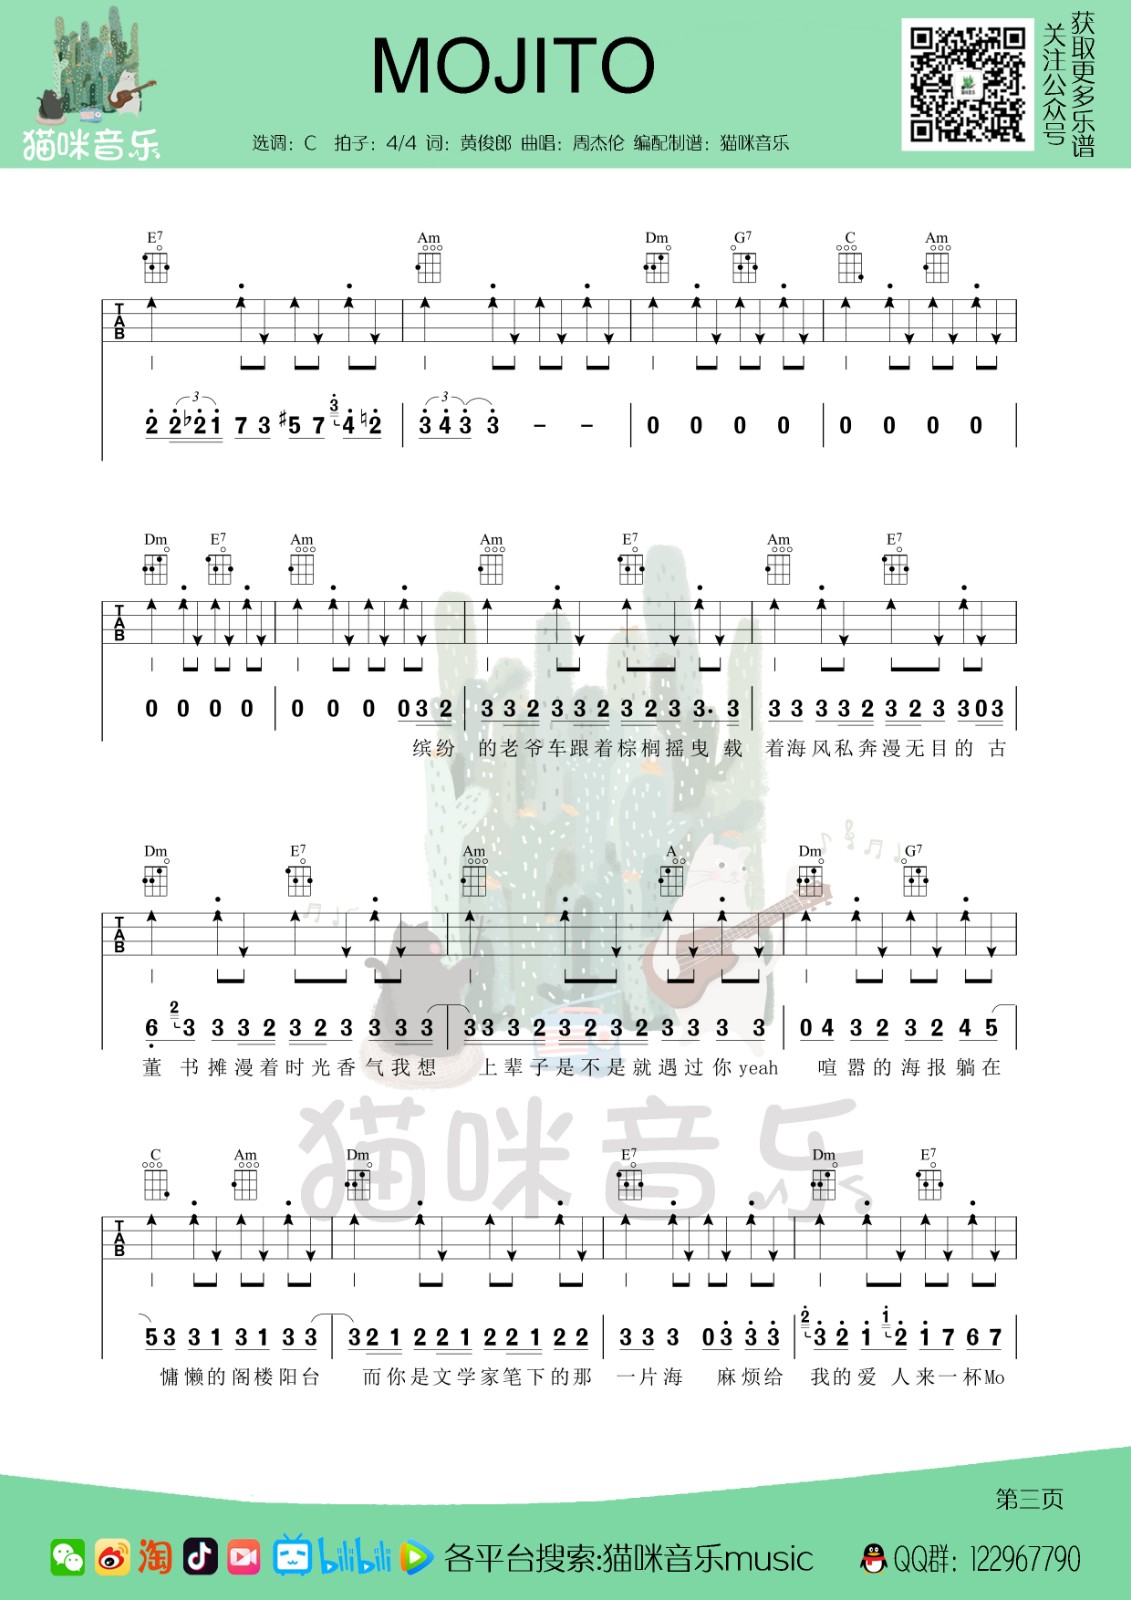 猫咪音乐
MOJITO
选调：C 拍子：4/4 词：黄俊郎 曲唱：周杰伦 编配制谱：猫咪音乐
获取更多乐谱
关注公众号
E7 Am Dm G7 C Am
TAB
3 3
2 2 ♭2 1 7 3 #5 7 3 4 ♮2 | 3 4 3 3 - - | 0 0 0 0 | 0 0 0 0
Dm E7 Am Am E7 Am E7
TAB
0 0 0 0 | 0 0 0 0 3 2 | 3 3 2 3 3 2 3 2 3 3· 3 | 3 3 3 3 2 3 2 3 3 0 3
缤纷 的老爷车跟着棕榈摇曳 载 着海风私奔漫无目的 古
Dm E7 Am A Dm G7
TAB
6 2 3 3 3 2 3 2 3 3 3 3 | 3 3 3 2 3 2 3 2 3 3 3 3 | 0 4 3 2 3 2 4 5
董 书摊漫着时光香气我想 上辈子是不是就遇过你yeah 喧嚣的海报躺在
猫咪音乐
C Am Dm E7 Dm E7
TAB
5 3 3 1 3 1 3 3 | 3 2 1 2 2 1 2 2 1 2 2 | 3 3 3 0 3 3 3 | 2 3 2 1 1 2 1 7 6 7
慵懒的阁楼阳台 而你是文学家笔下的那 一片海 麻烦给 我的爱 人来一杯Mo
第三页
淘 bilibili 各平台搜索:猫咪音乐music QQ群：122967790